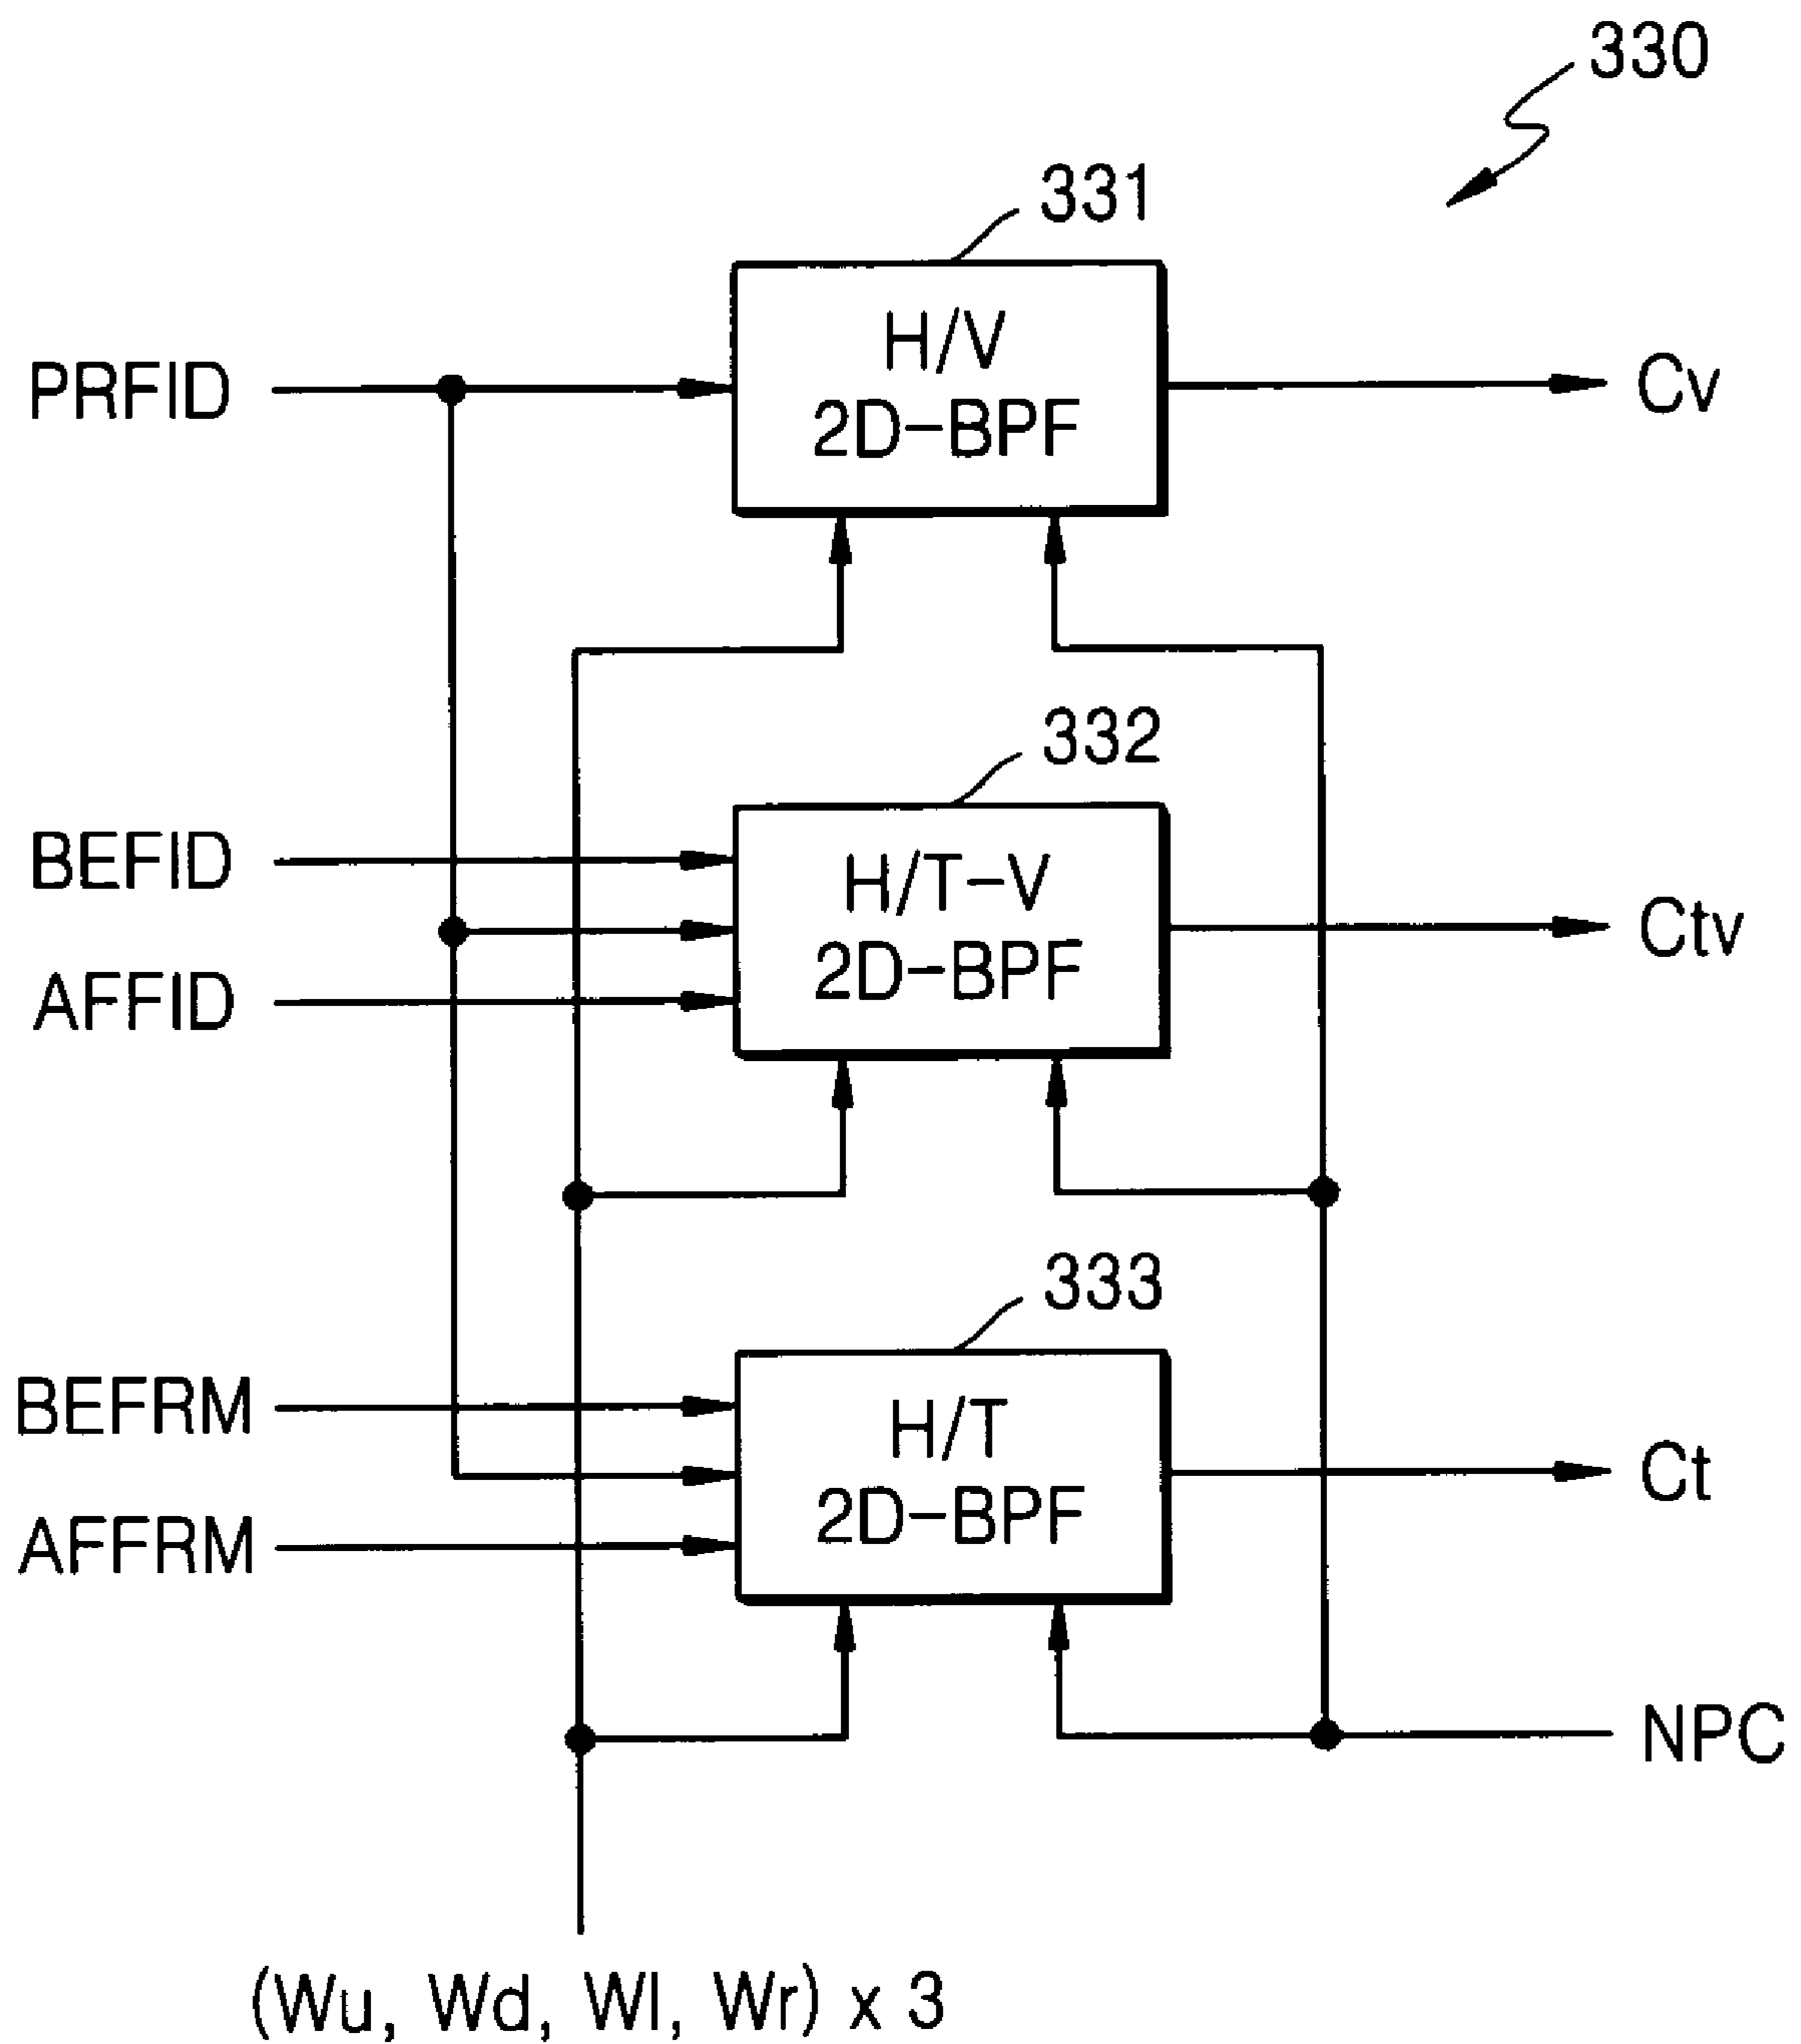 330
331
H/V
2D-BPF
PRFID
Cv
332
BEFID
H/T-V
2D-BPF
AFFID
Ctv
333
BEFRM
H/T
2D-BPF
AFFRM
Ct
NPC
(Wu, Wd, Wl, Wr) x 3